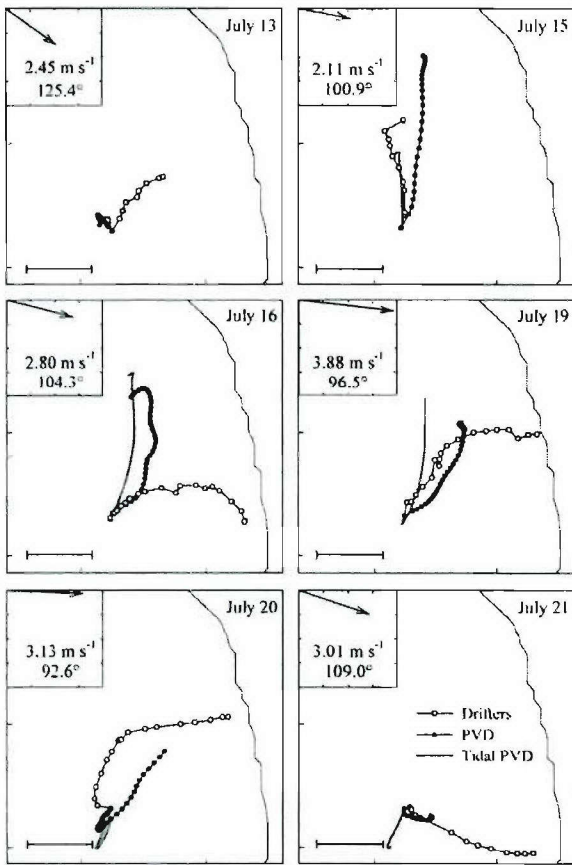 July 13
2.45 m s⁻¹
125.4°
July 15
2.11 m s⁻¹
100.9°
July 16
2.80 m s⁻¹
104.3°
July 19
3.88 m s⁻¹
96.5°
July 20
3.13 m s⁻¹
92.6°
July 21
3.01 m s⁻¹
109.0°
Drifters
PVD
Tidal PVD